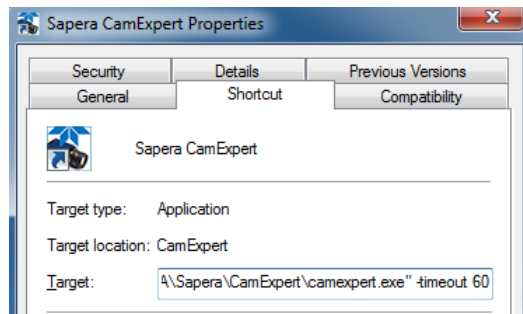 Sapera CamExpert Properties
x
Security Details Previous Versions
General Shortcut Compatibility
Sapera CamExpert
Target type: Application
Target location: CamExpert
Target: \Sapera\CamExpert\camexpert.exe" -timeout 60